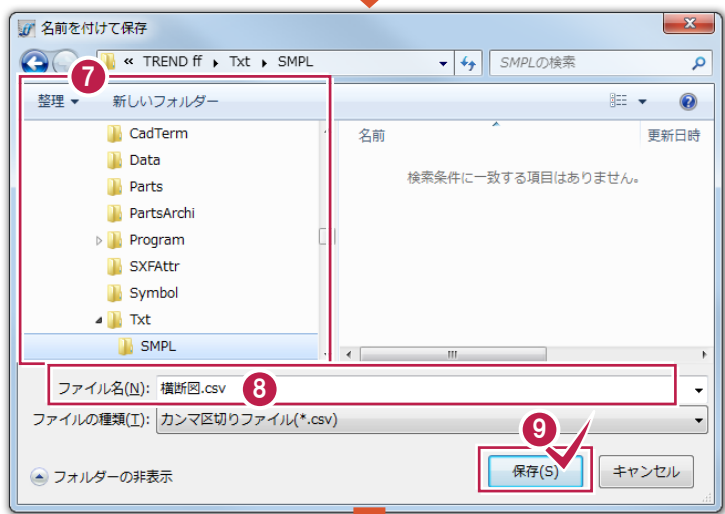 名前を付けて保存
« TREND ff ▸ Txt ▸ SMPL
SMPLの検索
7
整理 ▼ 新しいフォルダー
CadTerm
Data
Parts
PartsArchi
Program
SXFAttr
Symbol
Txt
SMPL
名前 更新日時
検索条件に一致する項目はありません。
ファイル名(N): 横断図.csv
8
ファイルの種類(T): カンマ区切りファイル(*.csv)
9
フォルダーの非表示
保存(S)
キャンセル